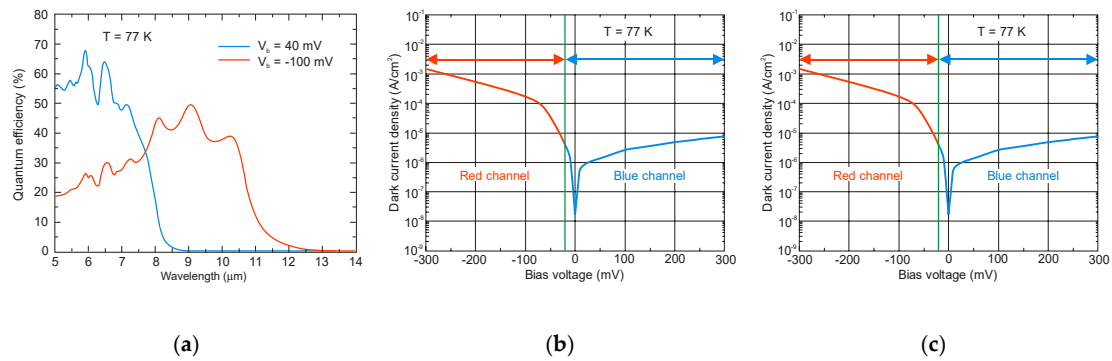 T = 77 K
V_b = 40 mV
V_b = -100 mV
Quantum efficiency (%)
80
70
60
50
40
30
20
10
0
5 6 7 8 9 10 11 12 13 14
Wavelength (μm)
(a)
T = 77 K
Dark current density (A/cm²)
10⁻¹
10⁻²
10⁻³
10⁻⁴
10⁻⁵
10⁻⁶
10⁻⁷
10⁻⁸
10⁻⁹
Red channel
Blue channel
-300 -200 -100 0 100 200 300
Bias voltage (mV)
(b)
T = 77 K
Dark current density (A/cm²)
10⁻¹
10⁻²
10⁻³
10⁻⁴
10⁻⁵
10⁻⁶
10⁻⁷
10⁻⁸
10⁻⁹
Red channel
Blue channel
-300 -200 -100 0 100 200 300
Bias voltage (mV)
(c)